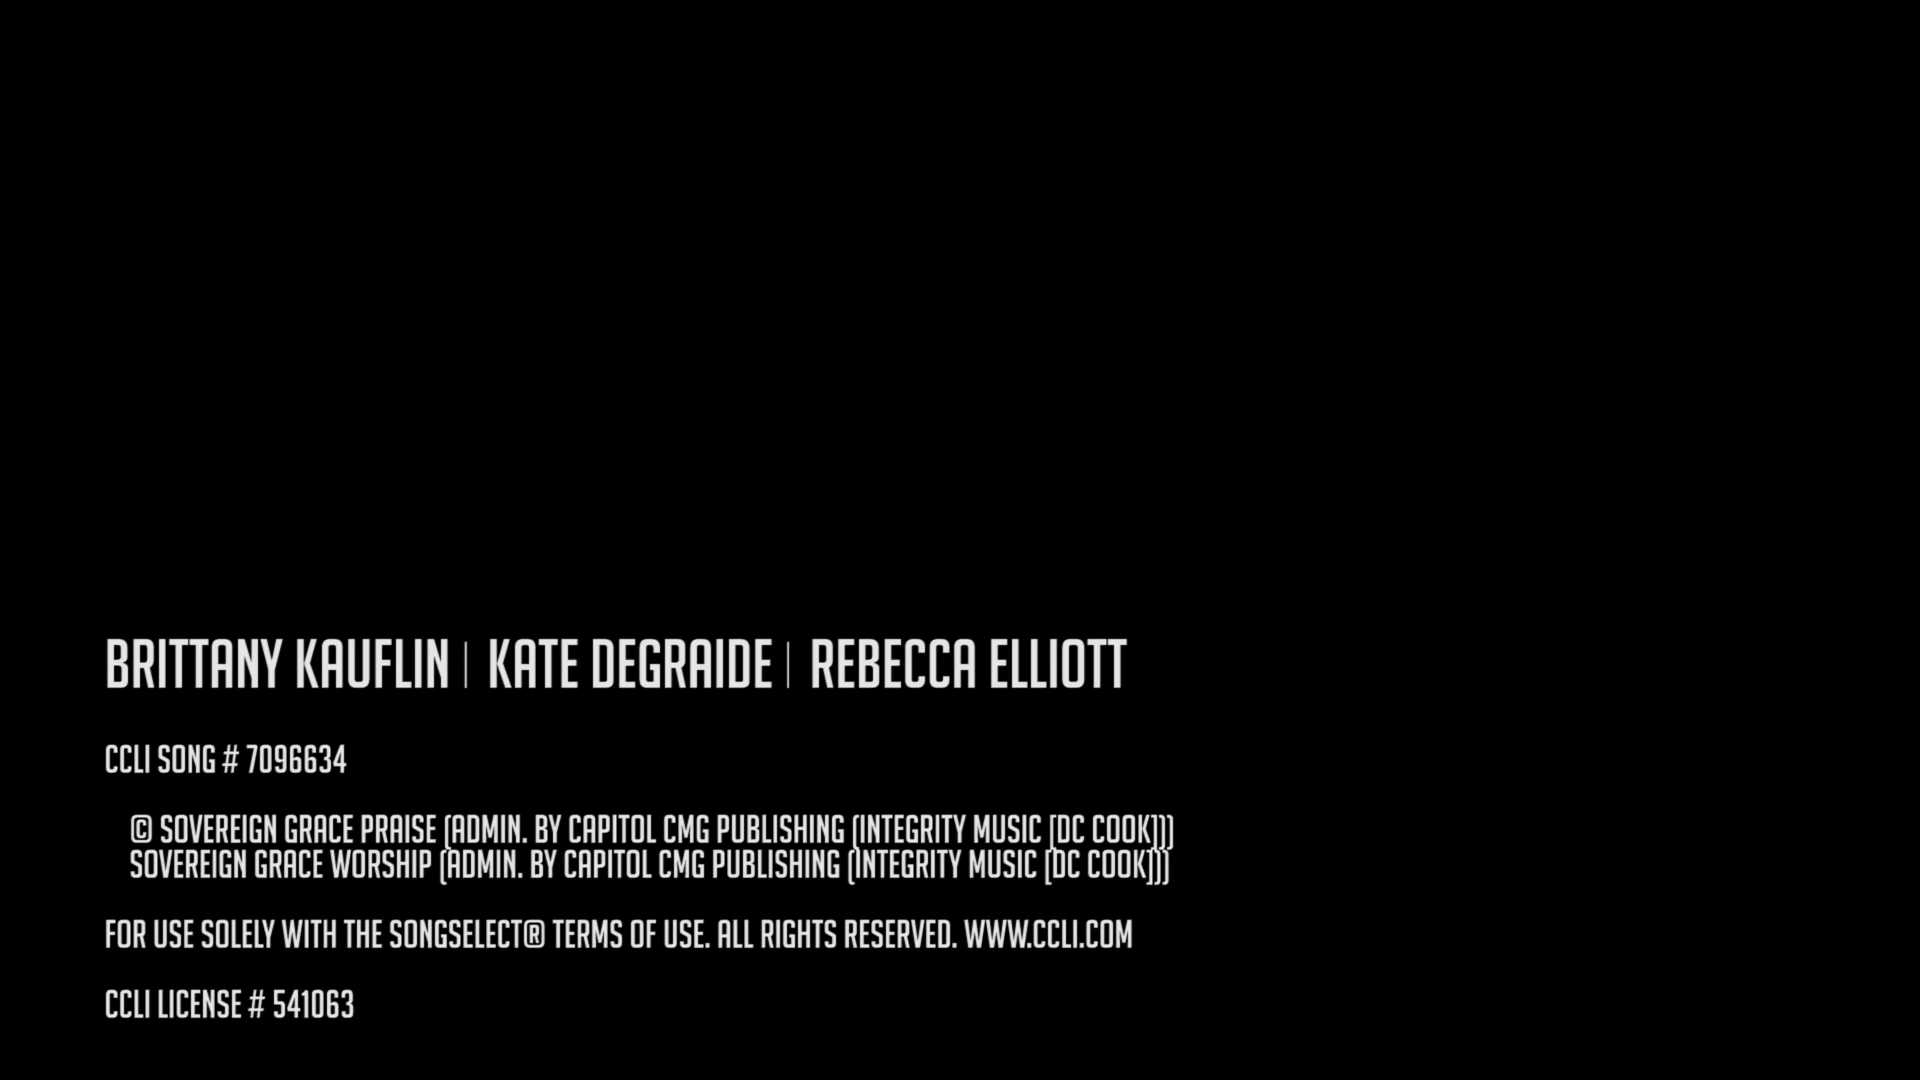 BRITTANY KAUFLIN | KATE DEGRAIDE | REBECCA ELLIOTT
CCLI SONG # 7096634
© SOVEREIGN GRACE PRAISE (ADMIN. BY CAPITOL CMG PUBLISHING (INTEGRITY MUSIC [DC COOK]))
SOVEREIGN GRACE WORSHIP (ADMIN. BY CAPITOL CMG PUBLISHING (INTEGRITY MUSIC [DC COOK]))
FOR USE SOLELY WITH THE SONGSELECT® TERMS OF USE. ALL RIGHTS RESERVED. WWW.CCLI.COM
CCLI LICENSE # 541063